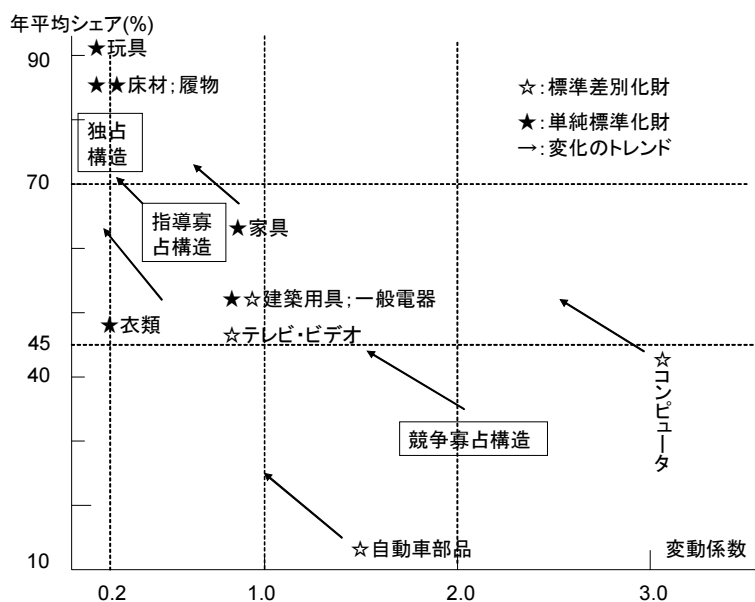 年平均シェア(%)
★玩具
90
★★床材;履物
☆:標準差別化財
★:単純標準化財
→:変化のトレンド
独占
構造
70
指導寡
占構造
★家具
★☆建築用具;一般電器
☆テレビ・ビデオ
★衣類
45
40
☆コンピュータ
競争寡占構造
☆自動車部品
変動係数
10
0.2
1.0
2.0
3.0